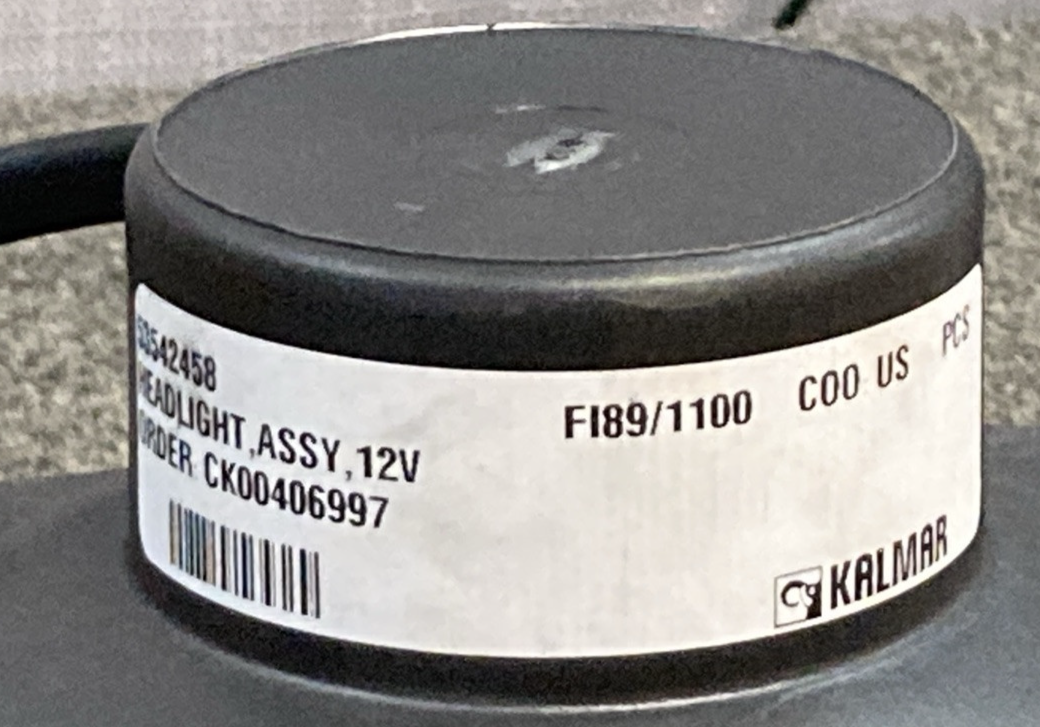 53542458
HEADLIGHT,ASSY,12V
ORDER CK00406997
FI89/1100 COO US PCS
KALMAR